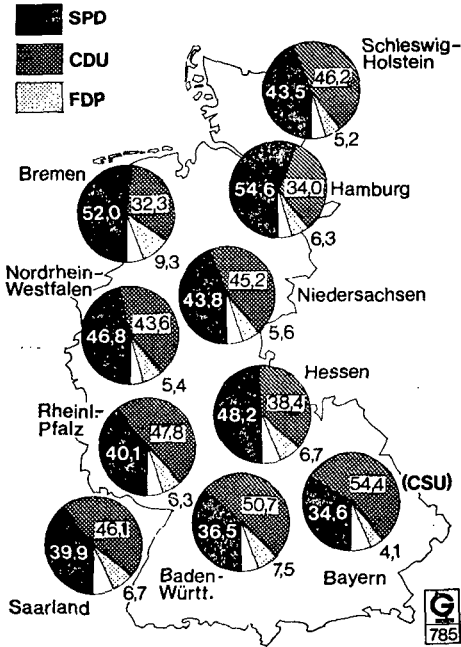 SPD
CDU
FDP
Schleswig-
Holstein
43,5
46,2
5,2
Bremen
52,0
32,3
9,3
54,6
34,0
Hamburg
6,3
Nordrhein-
Westfalen
46,8
43,6
5,4
43,8
45,2
Niedersachsen
5,6
Hessen
48,2
38,4
6,7
Rheinl-
Pfalz
40,1
47,8
6,3
36,5
50,7
7,5
Baden-
Württ.
34,6
54,4
(CSU)
4,1
Bayern
39,9
46,1
6,7
Saarland
G
785